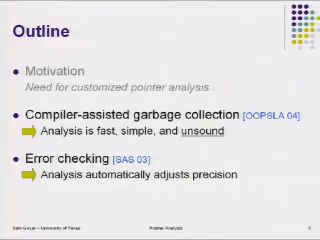 Outline
Motivation
Need for customized pointer analysis
Compiler-assisted garbage collection [OOPSLA 04]
Analysis is fast, simple, and unsound
Error checking [SAS 03]
Analysis automatically adjusts precision
Sam Guyer – University of Texas
Pointer Analysis